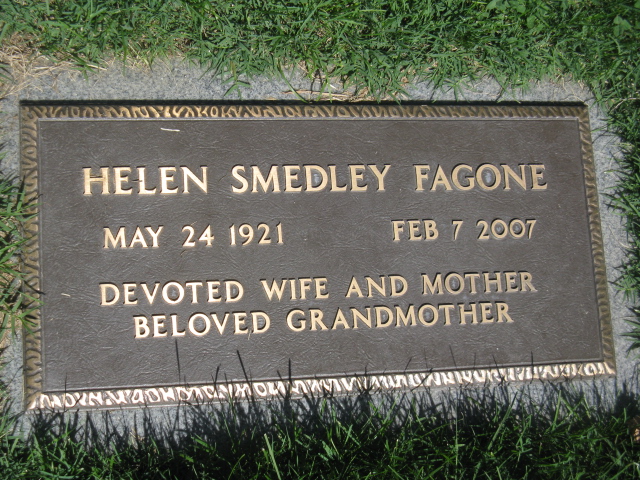 HELEN SMEDLEY FAGONE
MAY 24 1921 FEB 7 2007
DEVOTED WIFE AND MOTHER
BELOVED GRANDMOTHER